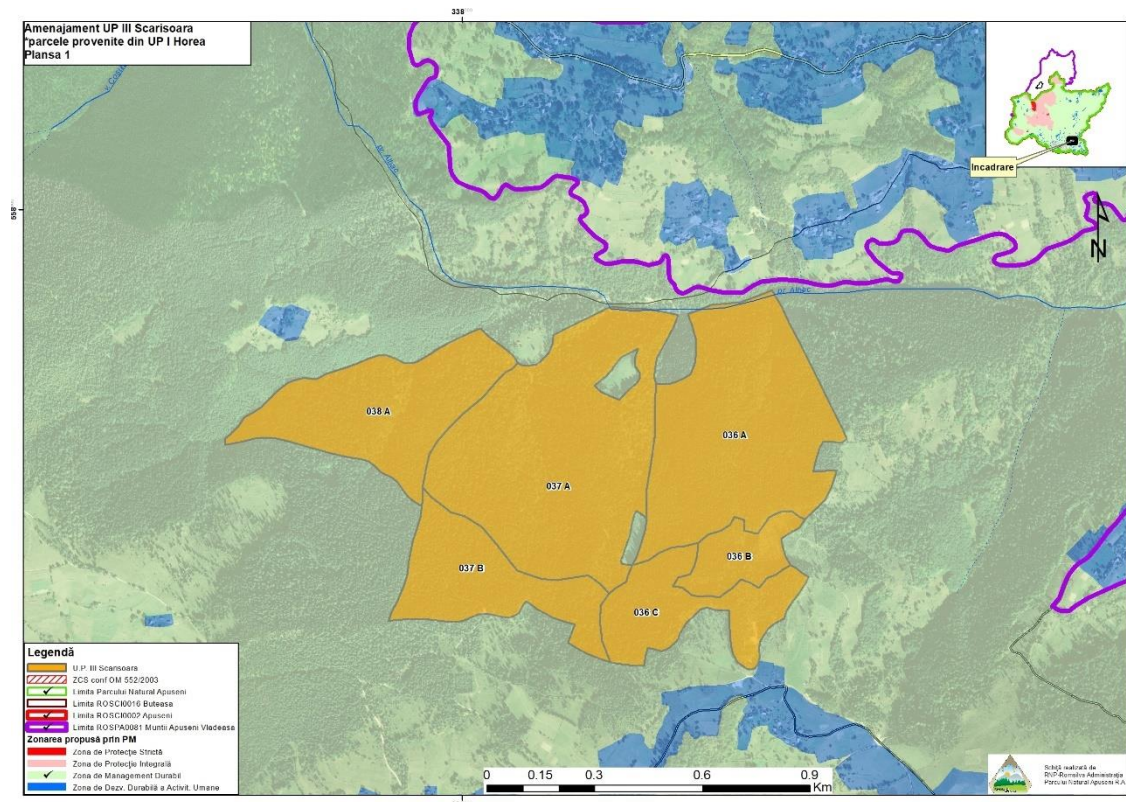 Amenajament UP III Scarisoara
*parcele provenite din UP I Horea
Plansa 1
338
558
pr. Albac
pr. Albac
Incadrare
N
038 A
036 A
037 A
037 B
036 B
036 C
Legendă
U.P. III Scarisoara
ZCS conf OM 552/2003
Limita Parcului Natural Apuseni
Limita ROSCI0016 Buteasa
Limita ROSCI0002 Apuseni
Limita ROSPA0081 Muntii Apuseni Vladeasa
Zonarea propusă prin PM
Zona de Protecție Strictă
Zona de Protecție Integrală
Zona de Management Durabil
Zona de Dezv. Durabilă a Activit. Umane
0 0.15 0.3 0.6 0.9
Km
Schiță realizată de
RNP-Romsilva Administrația
Parcului Natural Apuseni R.A.